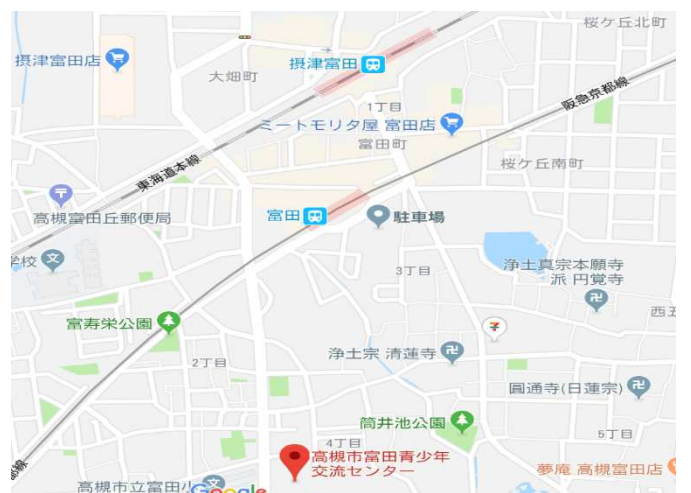 桜ケ丘北町
摂津富田店
摂津富田
大畑町
阪急京都線
1丁目
ミートモリタ屋 富田店
富田町
東海道本線
桜ケ丘南町
高槻富田丘郵便局
富田
駐車場
学校
3丁目
浄土真宗本願寺
派 円覚寺
西五
富寿栄公園
2丁目
浄土宗 清蓮寺
圓通寺(日蓮宗)
筒井池公園
4丁目
5丁目
高槻市富田青少年
交流センター
夢庵 高槻富田店
都線
高槻市立富田小
Google